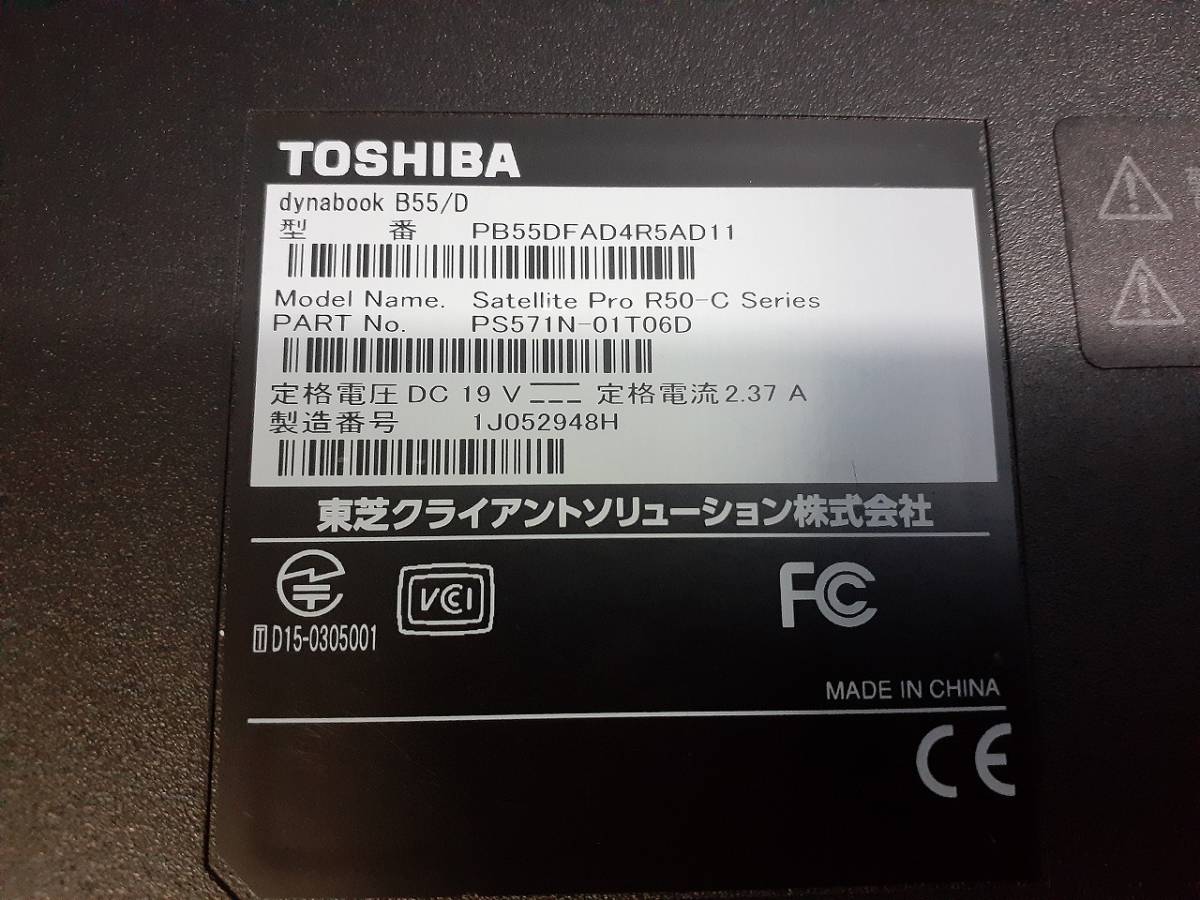 TOSHIBA
dynabook B55/D
型 番 PB55DFAD4R5AD11
Model Name. Satellite Pro R50-C Series
PART No. PS571N-01T06D
定格電圧 DC 19 V 定格電流 2.37 A
製造番号 1J052948H
東芝クライアントソリューション株式会社
VCCI
FC
T D15-0305001
MADE IN CHINA
CE